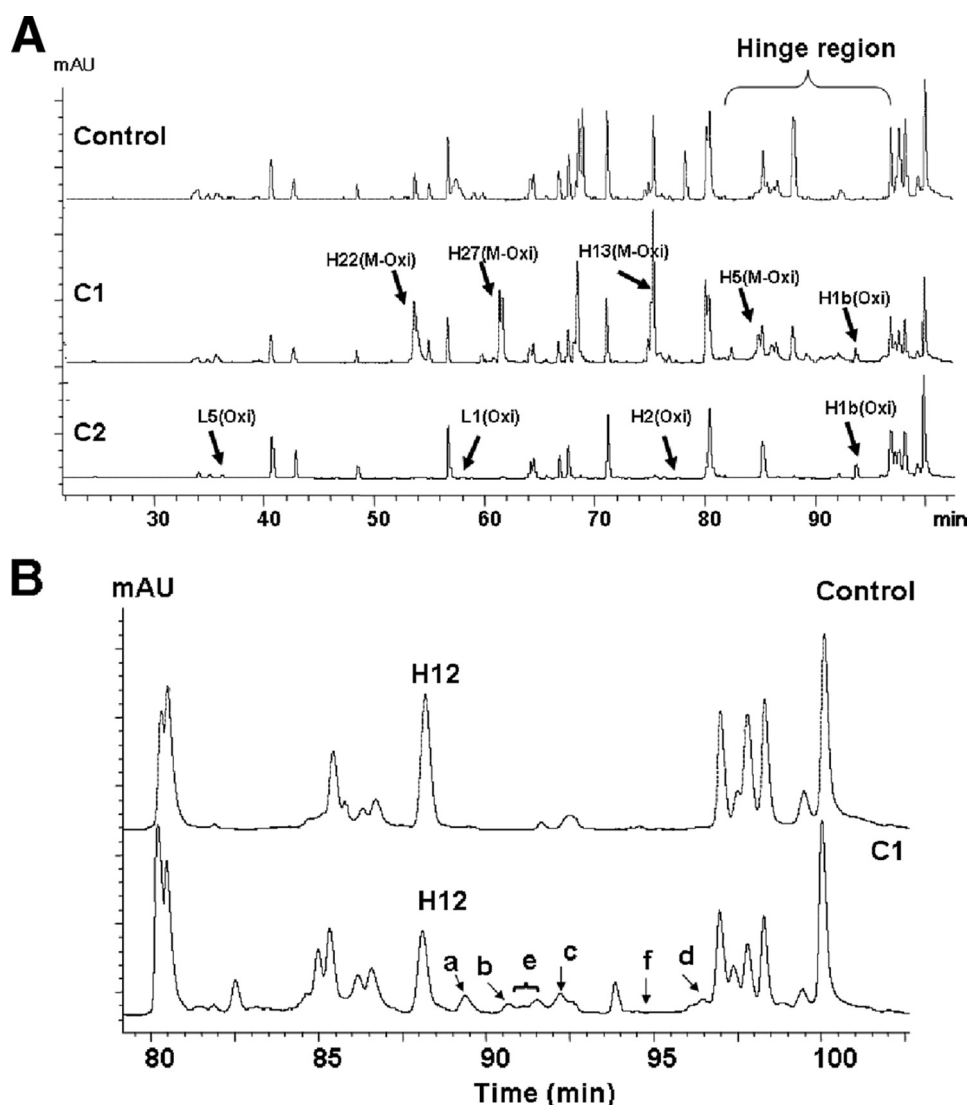 A
mAU
Hinge region
Control
H22(M-Oxi)
H27(M-Oxi)
H13(M-Oxi)
H5(M-Oxi)
H1b(Oxi)
C1
L5(Oxi)
L1(Oxi)
H2(Oxi)
H1b(Oxi)
C2
30 40 50 60 70 80 90 min
B
mAU
Control
H12
C1
H12
a b e c f d
80 85 90 95 100
Time (min)